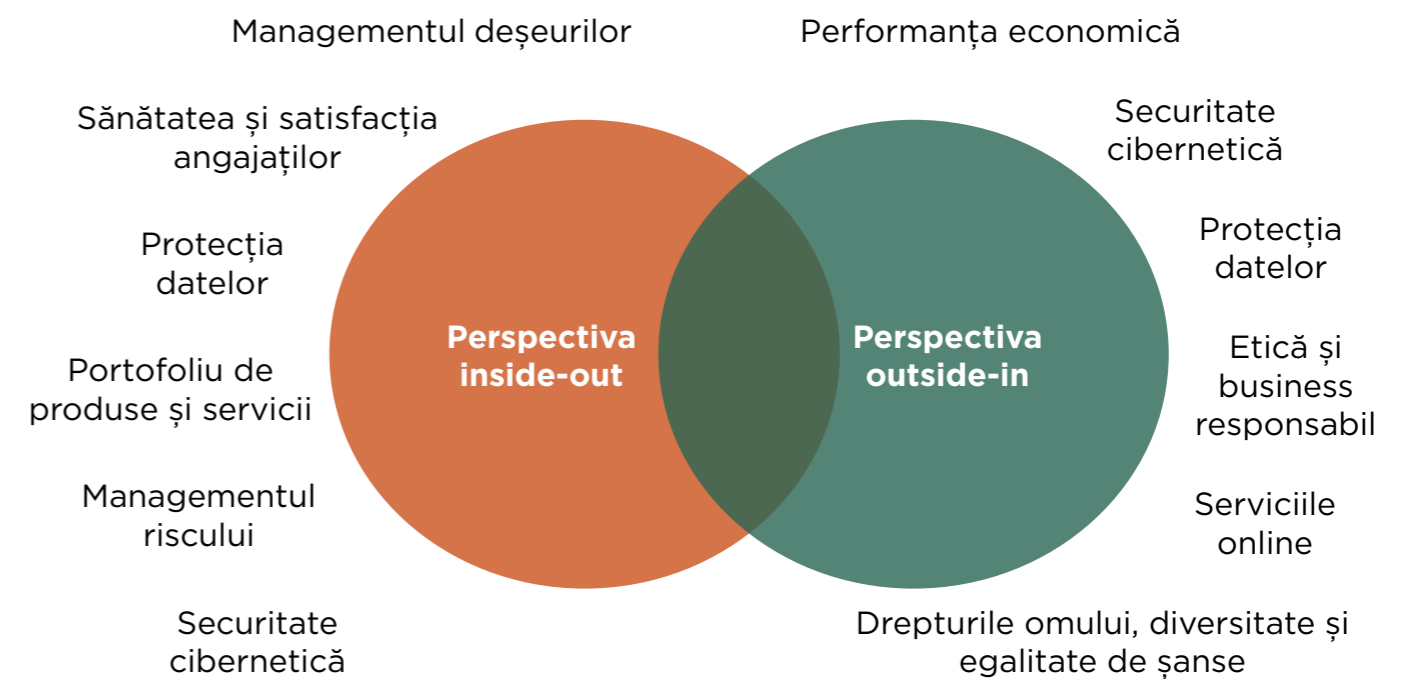 Managementul deșeurilor
Performanța economică
Sănătatea și satisfacția
angajaților
Securitate
cibernetică
Protecția
datelor
Protecția
datelor
Perspectiva
inside-out
Perspectiva
outside-in
Portofoliu de
produse și servicii
Etică și
business
responsabil
Managementul
riscului
Serviciile
online
Securitate
cibernetică
Drepturile omului, diversitate și
egalitate de șanse